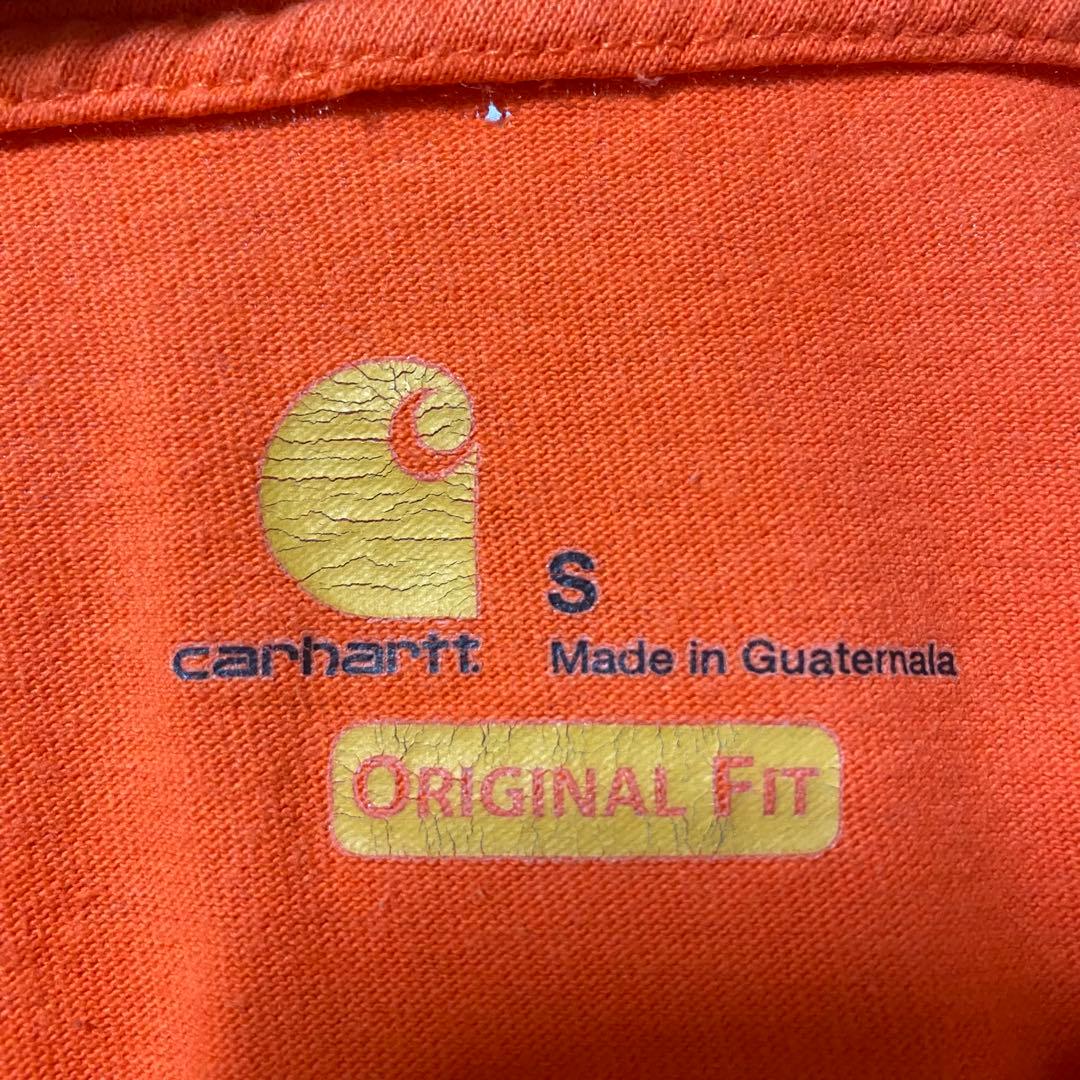 S
carhartt.
Made in Guatemala
ORIGINAL FIT